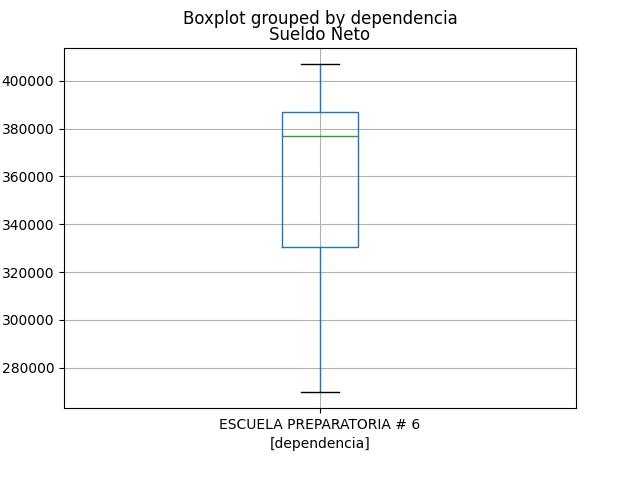 Boxplot grouped by dependencia
Sueldo Neto
400000
380000
360000
340000
320000
300000
280000
ESCUELA PREPARATORIA # 6
[dependencia]